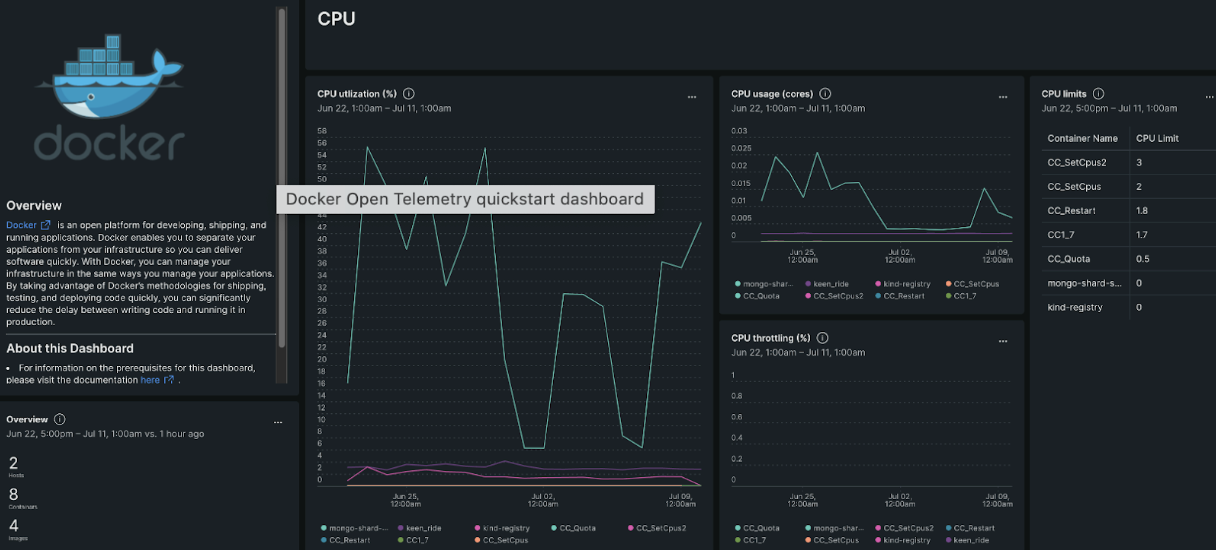 docker
Overview
Docker is an open platform for developing, shipping, and
running applications. Docker enables you to separate your
applications from your infrastructure so you can deliver
software quickly. With Docker, you can manage your
infrastructure in the same ways you manage your applications.
By taking advantage of Docker's methodologies for shipping,
testing, and deploying code quickly, you can significantly
reduce the delay between writing code and running it in
production.
About this Dashboard
• For information on the prerequisites for this dashboard,
please visit the documentation here .
Overview
Jun 22, 5:00pm – Jul 11, 1:00am vs. 1 hour ago
2
Hosts
8
Containers
4
Images
CPU
CPU utlization (%)
Jun 22, 1:00am – Jul 11, 1:00am
...
58
56
54
52
50
Docker Open Telemetry quickstart dashboard
44
42
40
38
36
34
32
30
28
26
24
22
20
18
16
14
12
10
8
6
4
2
0
Jun 25,
12:00am
Jul 02,
12:00am
Jul 09,
12:00am
mongo-shard-... keen_ride kind-registry CC_Quota CC_SetCpus2
CC_Restart CC1_7 CC_SetCpus
CPU usage (cores)
Jun 22, 1:00am – Jul 11, 1:00am
...
0.03
0.025
0.02
0.015
0.01
0.005
0
Jun 25,
12:00am
Jul 02,
12:00am
Jul 09,
12:00am
mongo-shar... keen_ride kind-registry CC_SetCpus
CC_Quota CC_SetCpus2 CC_Restart CC1_7
CPU throttling (%)
Jun 22, 1:00am – Jul 11, 1:00am
...
1
0.8
0.6
0.4
0.2
0
Jun 25,
12:00am
Jul 02,
12:00am
Jul 09,
12:00am
CC_Quota mongo-shar... CC_SetCpus2 CC_Restart
CC1_7 CC_SetCpus kind-registry keen_ride
CPU limits
Jun 22, 5:00pm – Jul 11, 1:00am
...
Container Name CPU Limit
CC_SetCpus2 3
CC_SetCpus 2
CC_Restart 1.8
CC1_7 1.7
CC_Quota 0.5
mongo-shard-s... 0
kind-registry 0